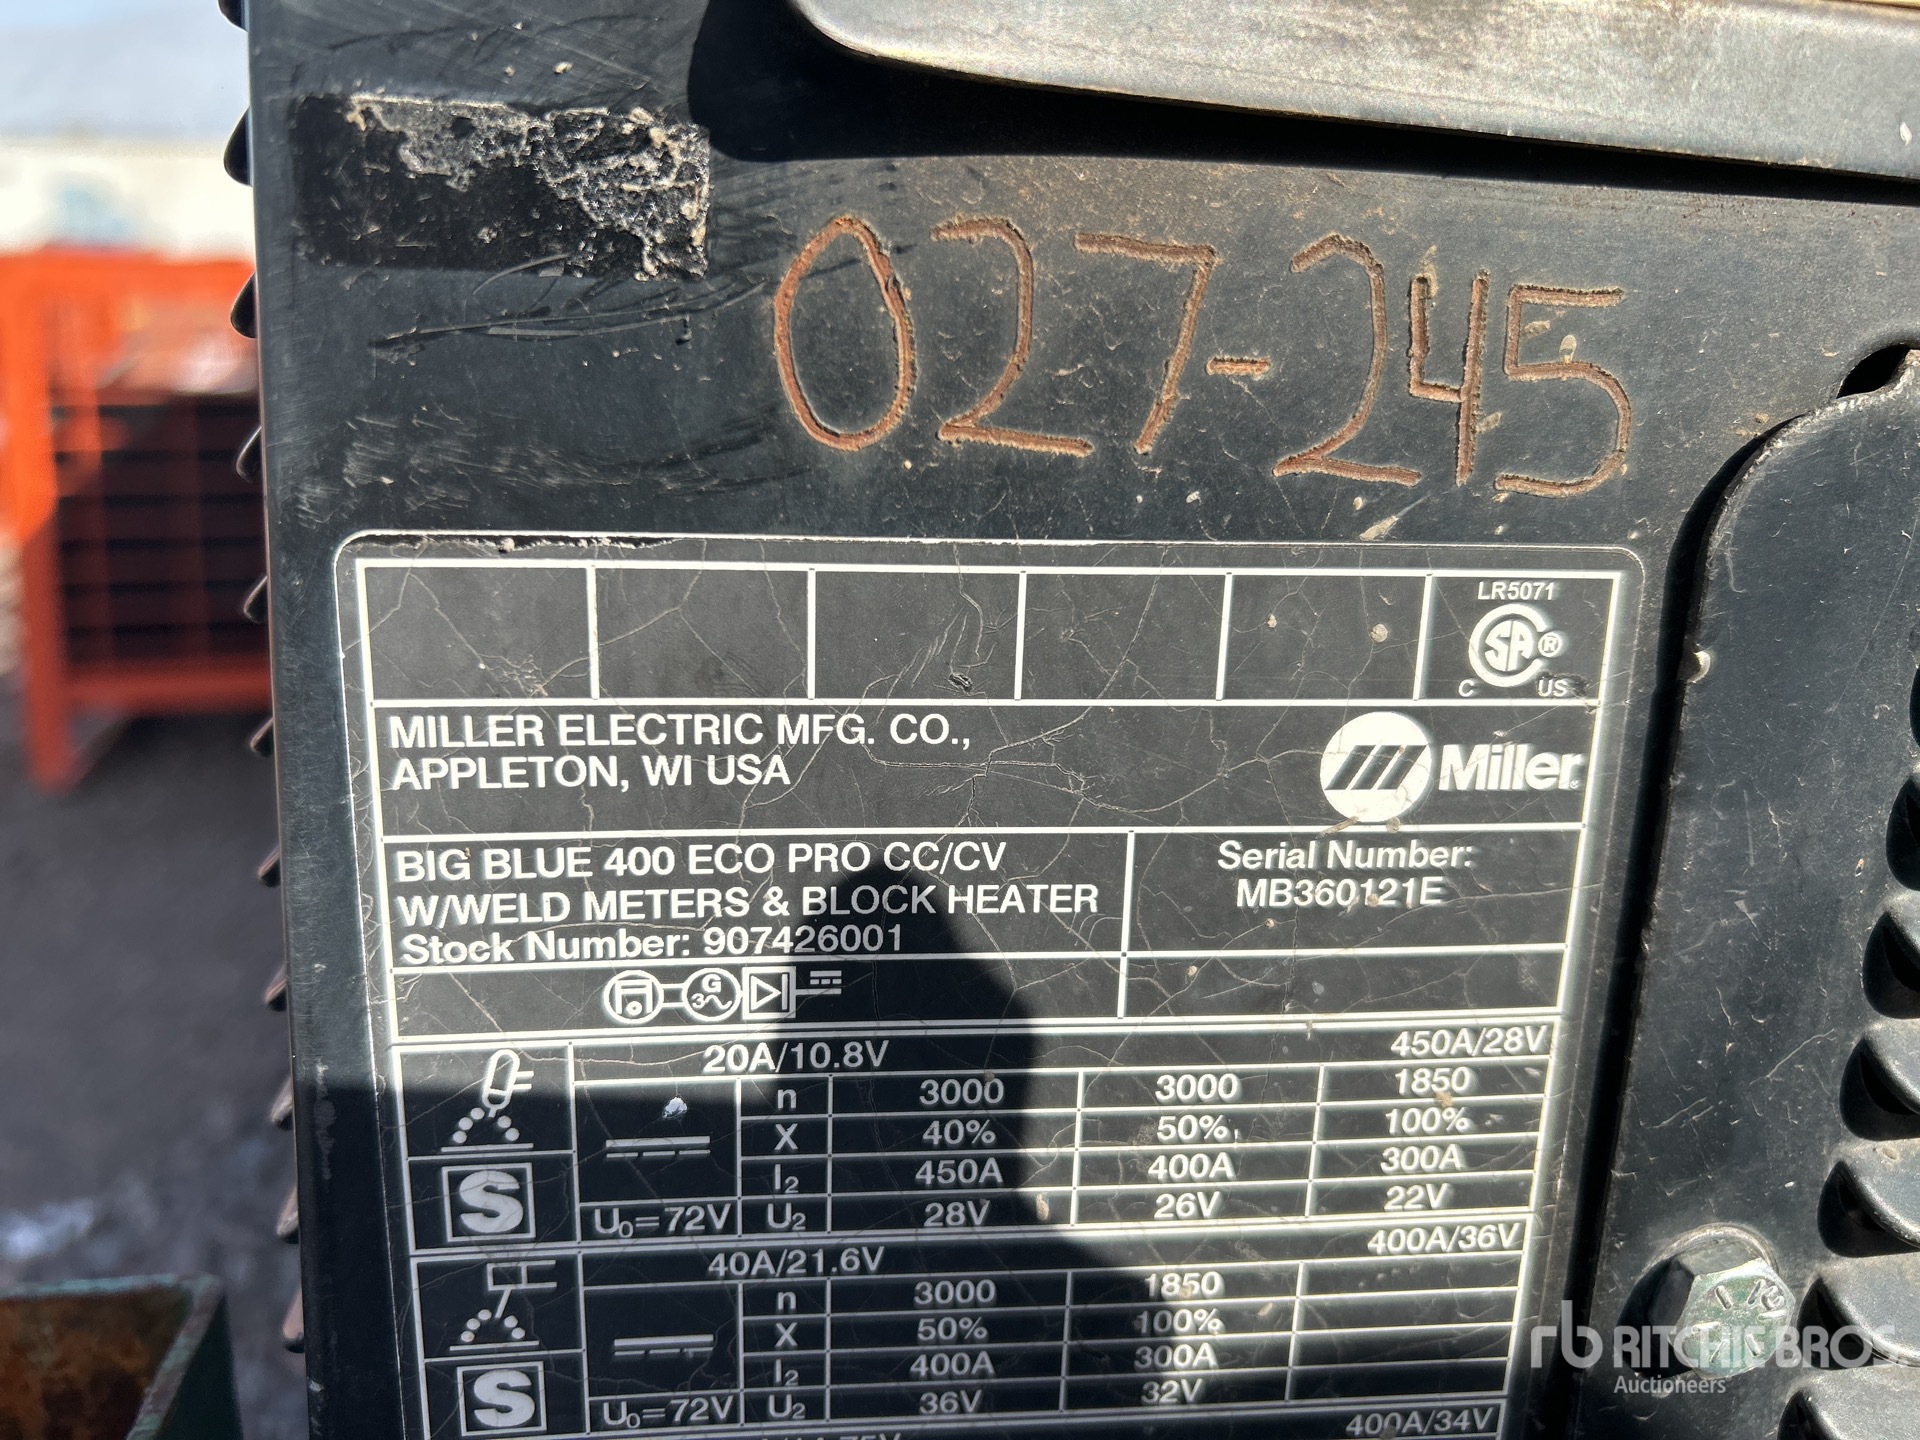 027-245
LR5071
SA ®
C US
MILLER ELECTRIC MFG. CO.,
APPLETON, WI USA
Miller
BIG BLUE 400 ECO PRO CC/CV
W/WELD METERS & BLOCK HEATER
Stock Number: 907426001
Serial Number:
MB360121E
G
3~
20A/10.8V 450A/28V
n 3000 3000 1850
X 40% 50% 100%
I2 450A 400A 300A
S U0=72V U2 28V 26V 22V
40A/21.6V 400A/36V
n 3000 1850
X 50% 100%
I2 400A 300A
S U0=72V U2 36V 32V
400A/34V
rb RITCHIE BROS.
Auctioneers